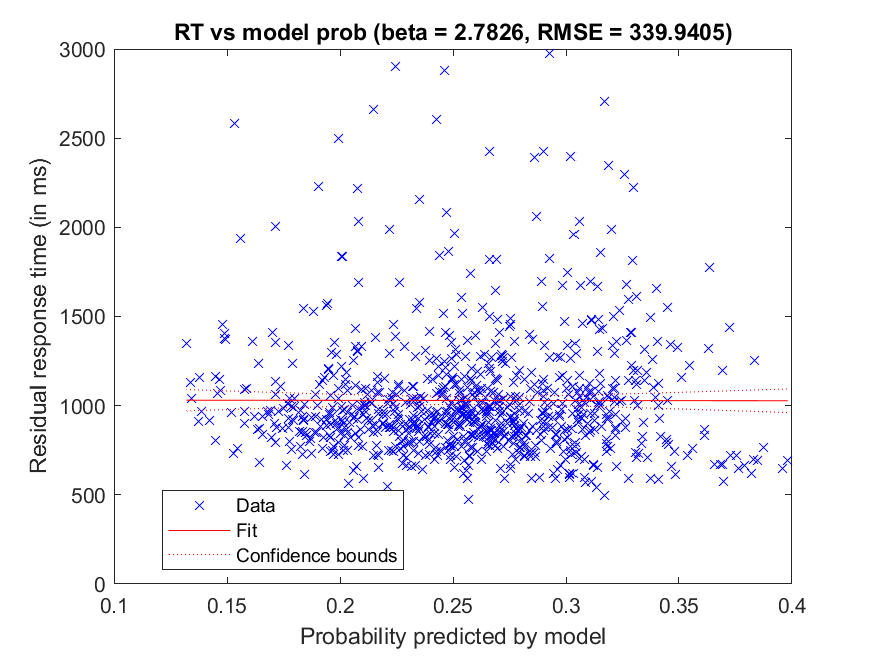 RT vs model prob (beta = 2.7826, RMSE = 339.9405)
Residual response time (in ms)
3000
2500
2000
1500
1000
500
0
Data
Fit
Confidence bounds
0.1 0.15 0.2 0.25 0.3 0.35 0.4
Probability predicted by model